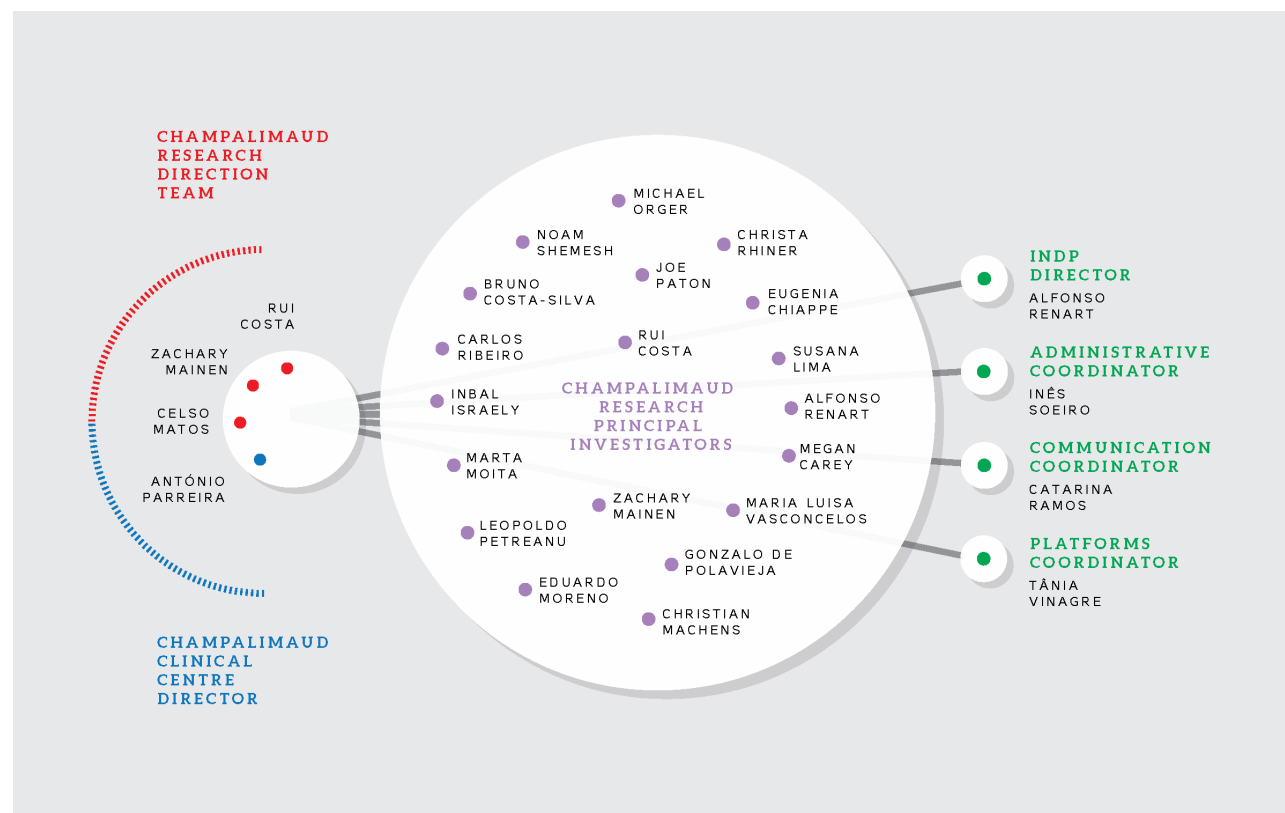 CHAMPALIMAUD
RESEARCH
DIRECTION
TEAM
RUI
COSTA
ZACHARY
MAINEN
CELSO
MATOS
ANTÓNIO
PARREIRA
CHAMPALIMAUD
CLINICAL
CENTRE
DIRECTOR
MICHAEL
ORGER
NOAM
SHEMESH
CHRISTA
RHINER
JOE
PATON
BRUNO
COSTA-SILVA
EUGENIA
CHIAPPE
CARLOS
RIBEIRO
RUI
COSTA
SUSANA
LIMA
CHAMPALIMAUD
RESEARCH
PRINCIPAL
INVESTIGATORS
INBAL
ISRAELY
ALFONSO
RENART
MARTA
MOITA
MEGAN
CAREY
ZACHARY
MAINEN
MARIA LUISA
VASCONCELOS
LEOPOLDO
PETREANU
GONZALO DE
POLAVIEJA
EDUARDO
MORENO
CHRISTIAN
MACHENS
INDP
DIRECTOR
ALFONSO
RENART
ADMINISTRATIVE
COORDINATOR
INÊS
SOEIRO
COMMUNICATION
COORDINATOR
CATARINA
RAMOS
PLATFORMS
COORDINATOR
TÂNIA
VINAGRE